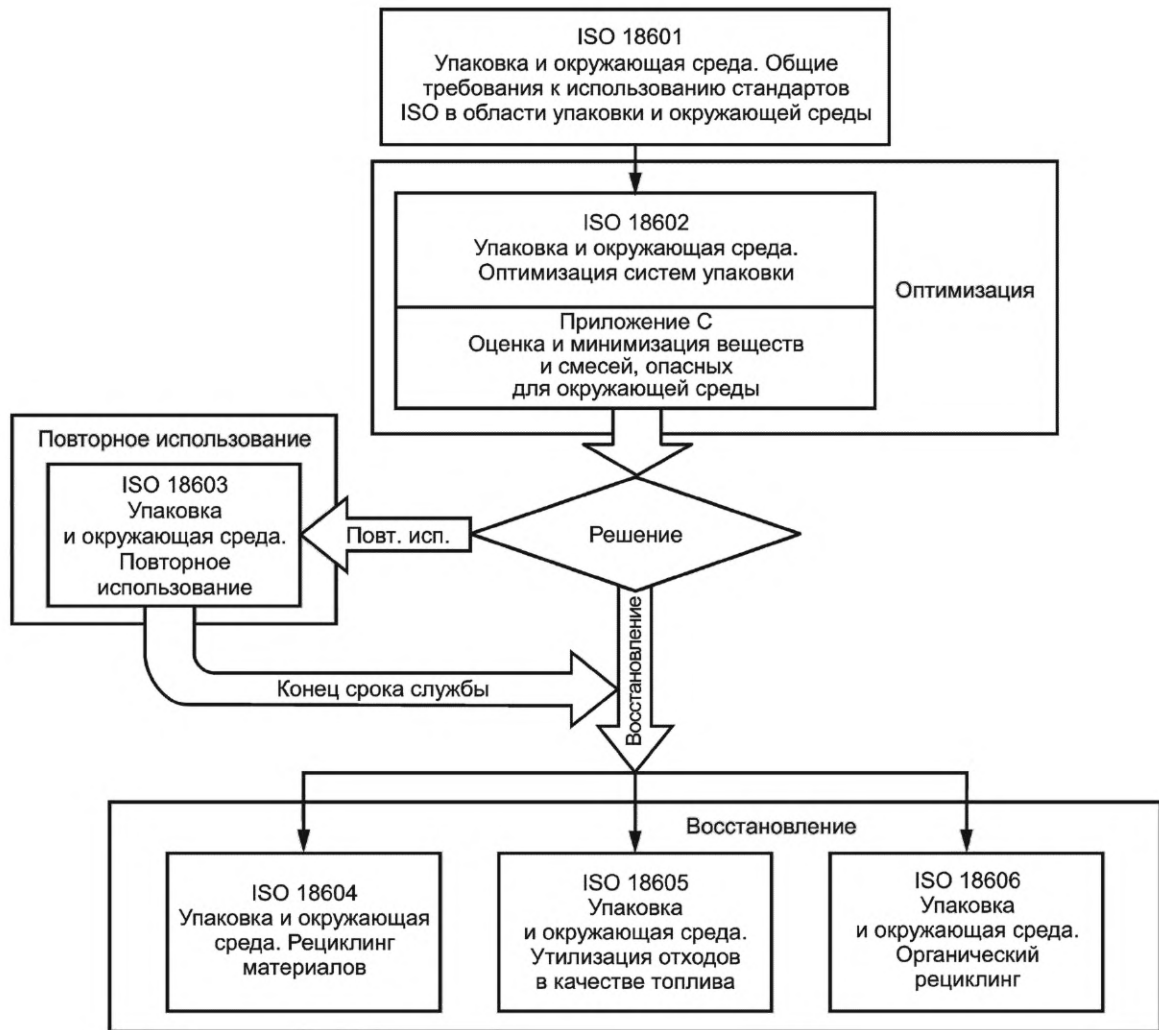 ISO 18601
Упаковка и окружающая среда. Общие
требования к использованию стандартов
ISO в области упаковки и окружающей среды
ISO 18602
Упаковка и окружающая среда.
Оптимизация систем упаковки
Оптимизация
Приложение С
Оценка и минимизация веществ
и смесей, опасных
для окружающей среды
Повторное использование
ISO 18603
Упаковка
и окружающая среда.
Повторное
использование
Повт. исп.
Решение
Восстановление
Конец срока службы
Восстановление
ISO 18604
Упаковка и окружающая
среда. Рециклинг
материалов
ISO 18605
Упаковка
и окружающая среда.
Утилизация отходов
в качестве топлива
ISO 18606
Упаковка
и окружающая среда.
Органический
рециклинг